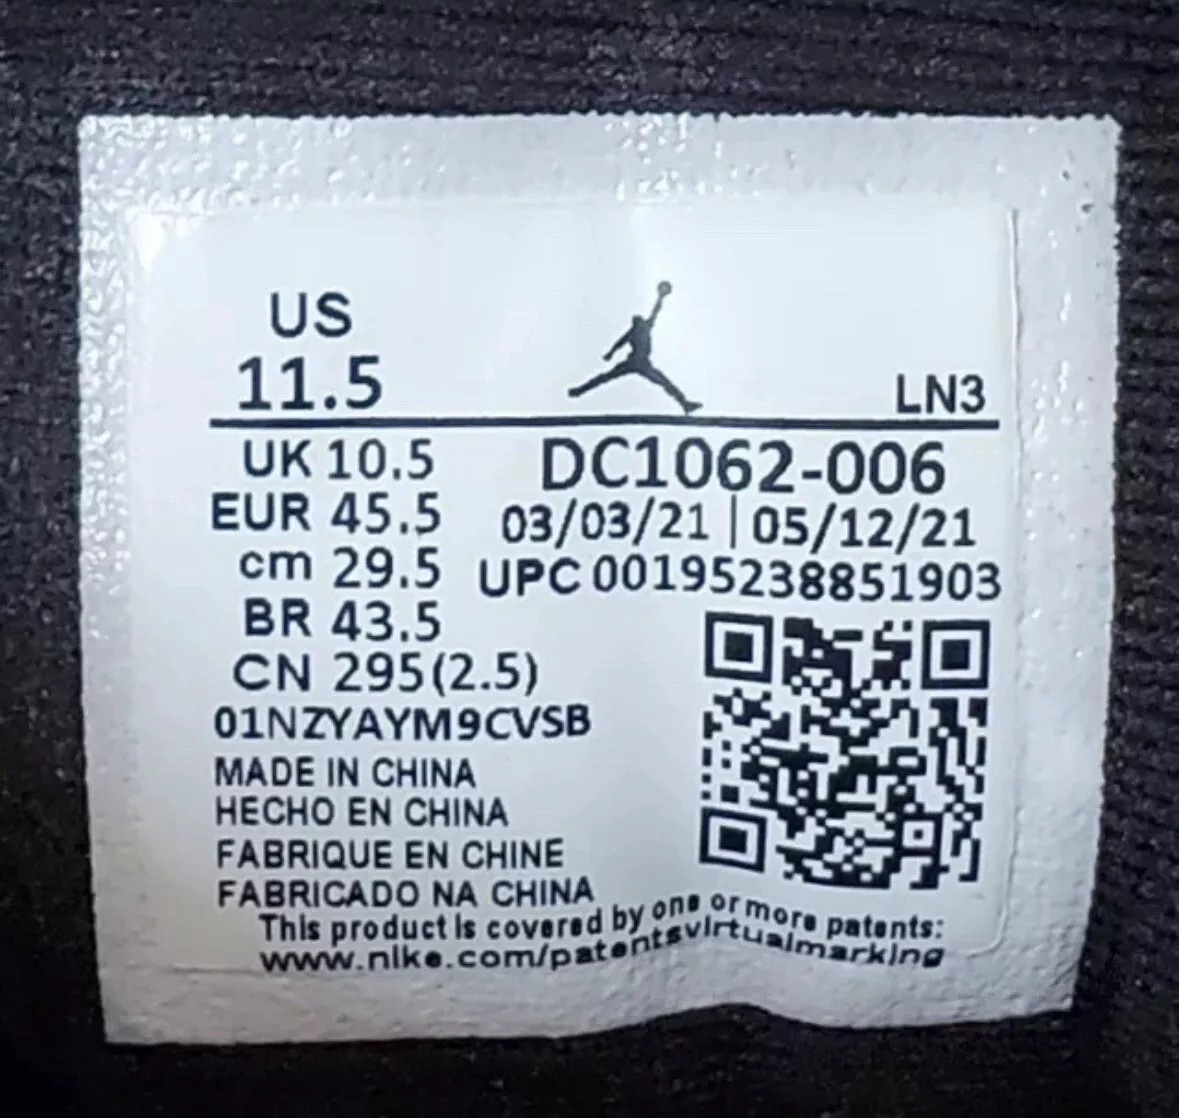 US
11.5
LN3
UK 10.5
DC1062-006
EUR 45.5
03/03/21 | 05/12/21
cm 29.5
UPC 00195238851903
BR 43.5
CN 295(2.5)
01NZYAYM9CVSB
MADE IN CHINA
HECHO EN CHINA
FABRIQUE EN CHINE
FABRICADO NA CHINA
This product is covered by one or more patents:
www.nike.com/patentsvirtualmarking